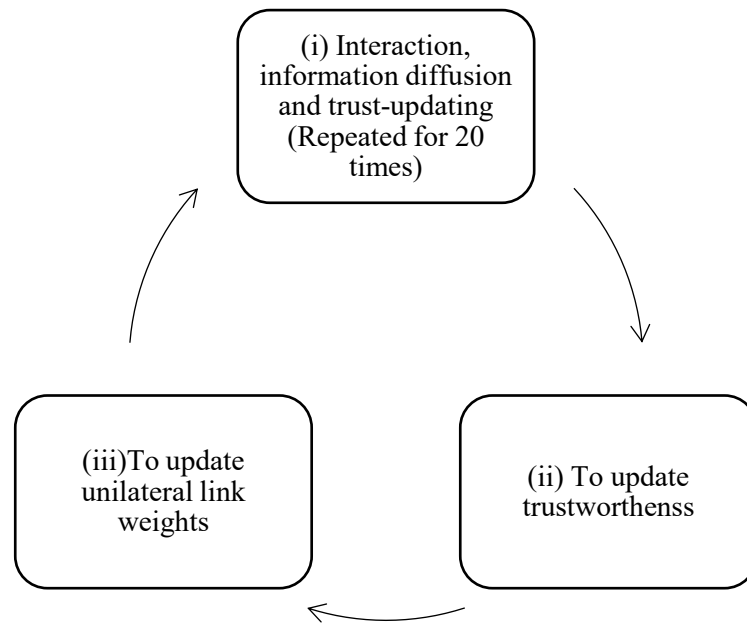 (i) Interaction,
information diffusion
and trust-updating
(Repeated for 20
times)
(ii) To update
trustworthenss
(iii)To update
unilateral link
weights